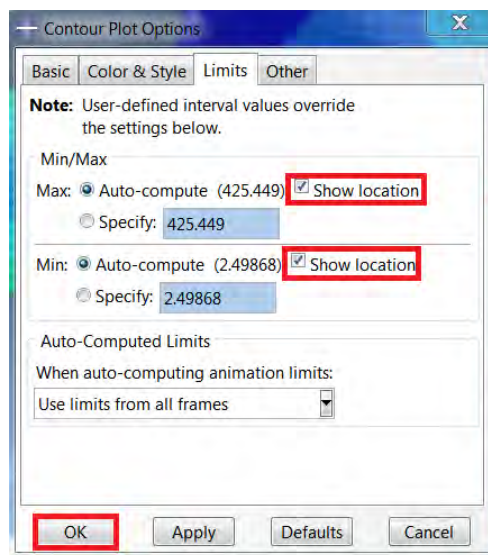 Contour Plot Options
X
Basic Color & Style Limits Other
Note: User-defined interval values override
the settings below.
Min/Max
Max: Auto-compute (425.449) Show location
Specify: 425.449
Min: Auto-compute (2.49868) Show location
Specify: 2.49868
Auto-Computed Limits
When auto-computing animation limits:
Use limits from all frames
OK Apply Defaults Cancel